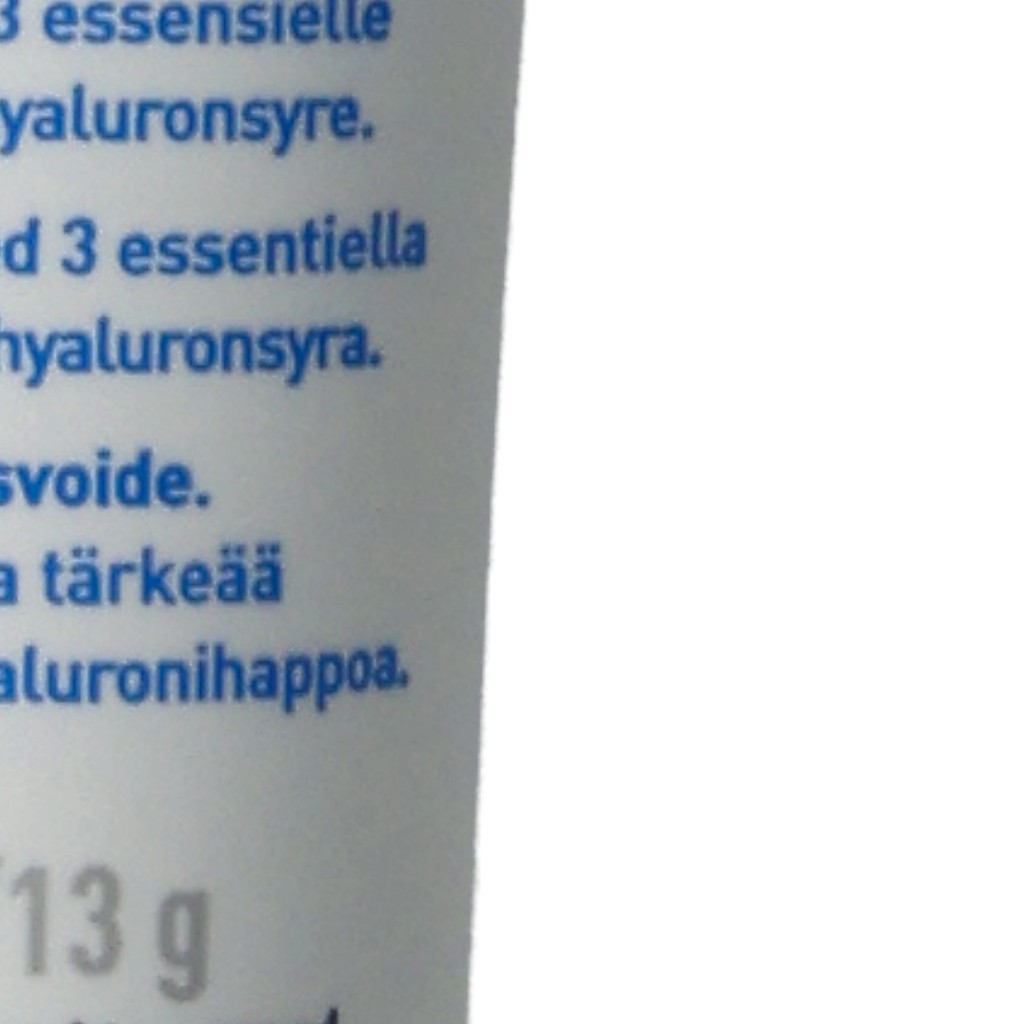 3 essensielle
yaluronsyre.
d 3 essentiella
hyaluronsyra.
svoide.
a tärkeää
aluronihappoa.
13 g